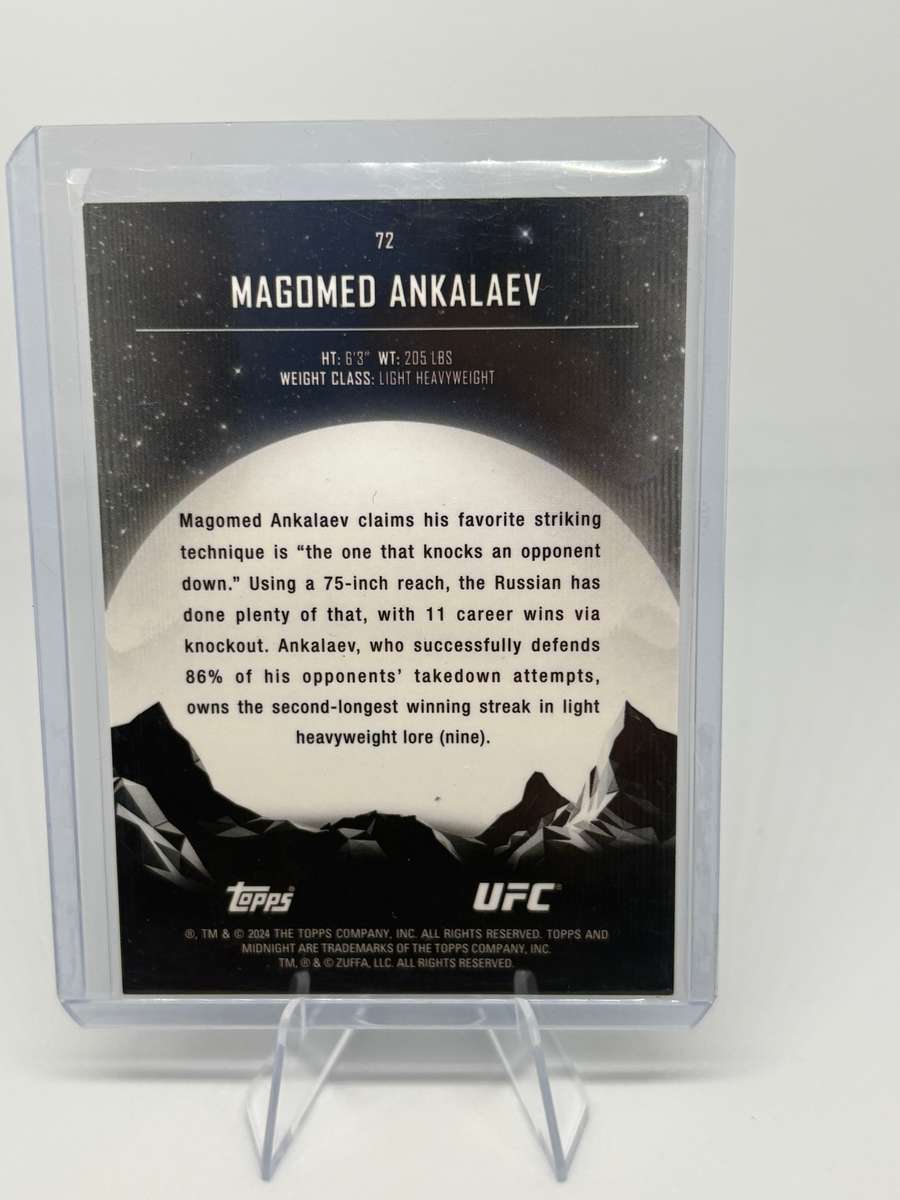 72
MAGOMED ANKALAEV
HT: 6'3" WT: 205 LBS
WEIGHT CLASS: LIGHT HEAVYWEIGHT
Magomed Ankalaev claims his favorite striking
technique is “the one that knocks an opponent
down.” Using a 75-inch reach, the Russian has
done plenty of that, with 11 career wins via
knockout. Ankalaev, who successfully defends
86% of his opponents’ takedown attempts,
owns the second-longest winning streak in light
heavyweight lore (nine).
Topps® UFC®
®, TM & © 2024 THE TOPPS COMPANY, INC. ALL RIGHTS RESERVED. TOPPS AND
MIDNIGHT ARE TRADEMARKS OF THE TOPPS COMPANY, INC.
TM, ® & © ZUFFA, LLC. ALL RIGHTS RESERVED.